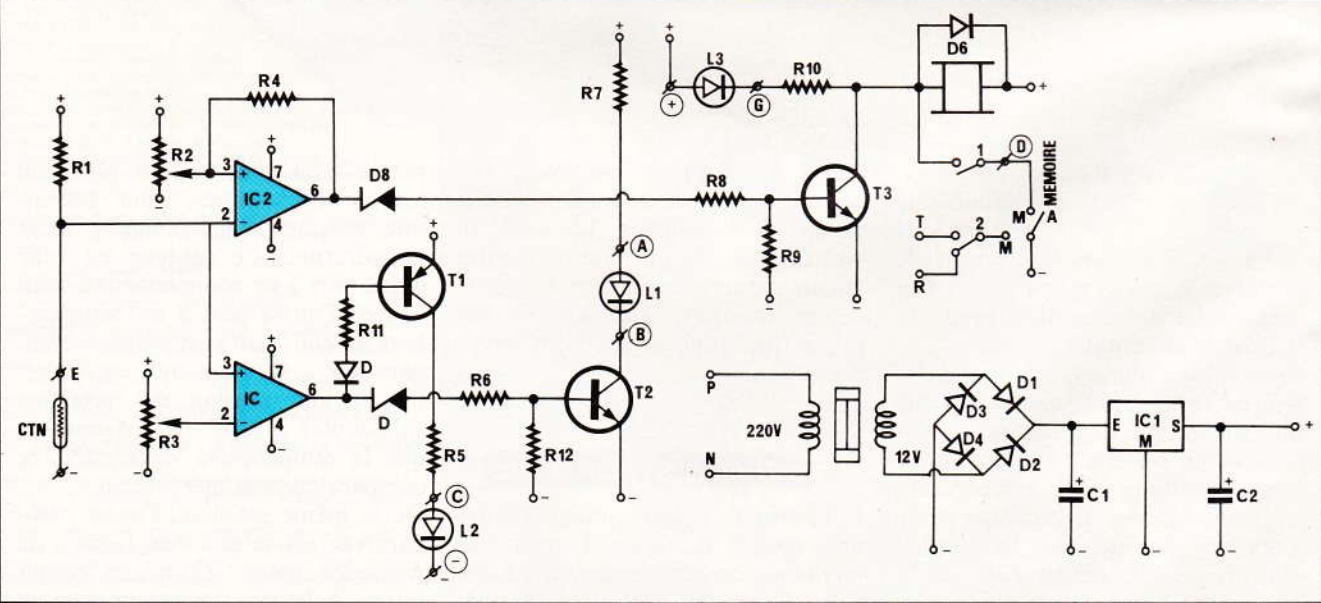 R1
R2
R4
IC2
3
+
2
-
7
4
6
D8
E
CTN
R3
IC
3
+
2
-
7
4
6
R11
D
D
T1
R5
C
L2
-
R6
R12
T2
R7
A
L1
B
+
L3
G
R10
R8
R9
T3
D6
+
1
D
MEMOIRE
M
A
T
R
2
M
-
P
N
220V
12V
D3
D1
D4
D2
E
IC1
S
M
C1
+
C2
+
+
-